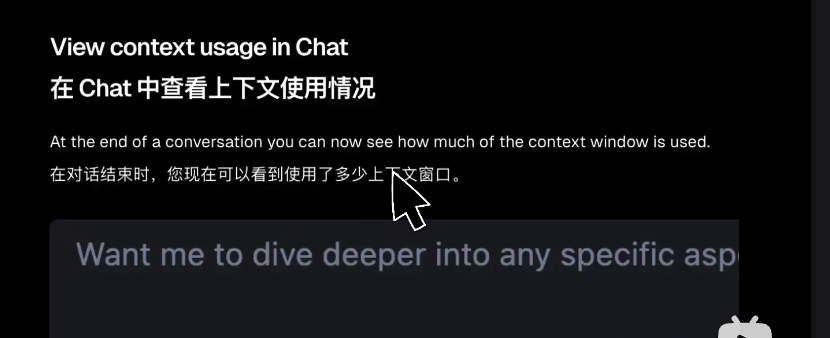 View context usage in Chat
在 Chat 中查看上下文使用情况
At the end of a conversation you can now see how much of the context window is used.
在对话结束时，您现在可以看到使用了多少上下文窗口。
Want me to dive deeper into any specific